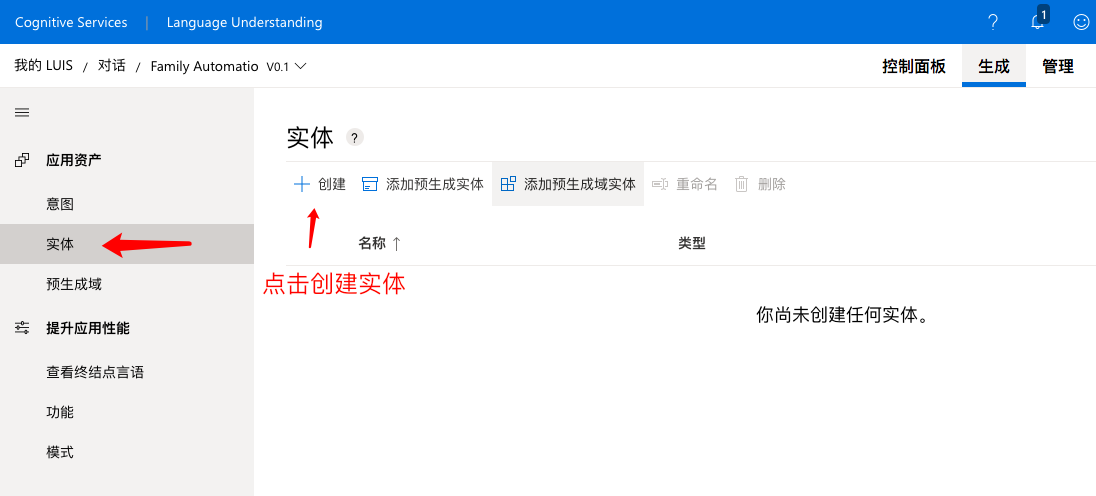 Cognitive Services | Language Understanding ? 1
我的 LUIS / 对话 / Family Automatio V0.1 控制面板 生成 管理
实体 ?
应用资产
创建 添加预生成实体 添加预生成域实体 重命名 删除
意图
实体
名称 ↑ 类型
预生成域
点击创建实体
你尚未创建任何实体。
提升应用性能
查看终结点言语
功能
模式